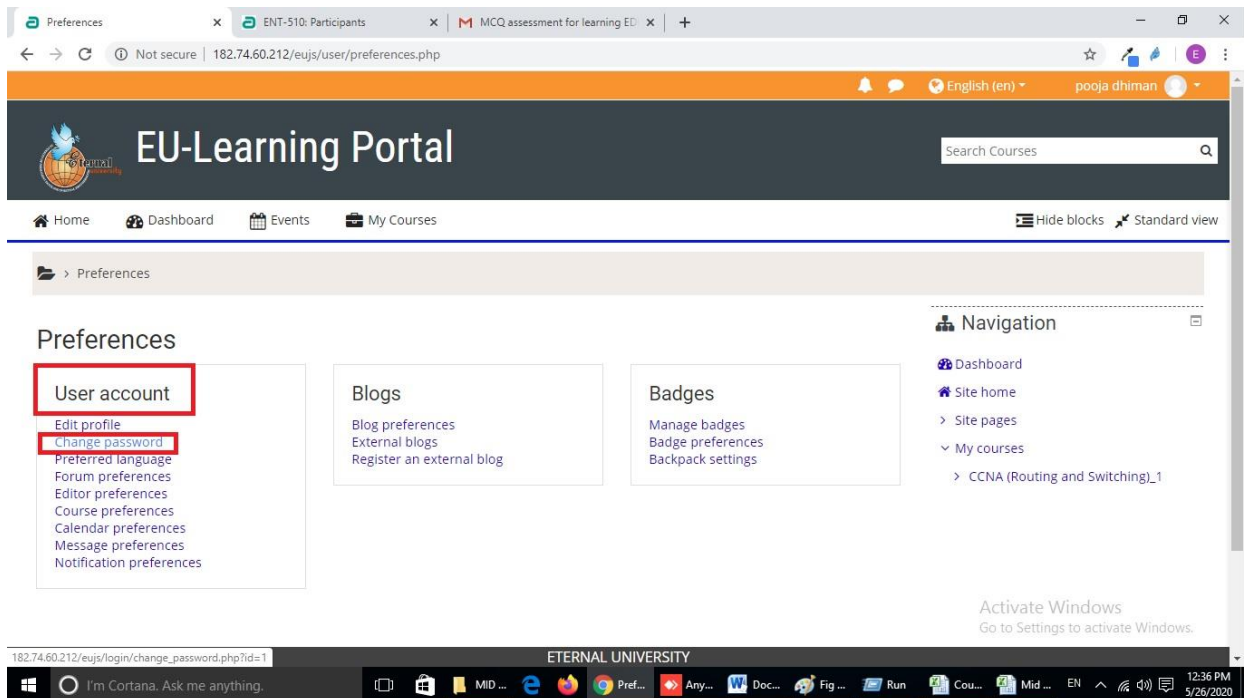 Preferences
ENT-510: Participants
MCQ assessment for learning ED
Not secure | 182.74.60.212/eujs/user/preferences.php
E
English (en)
pooja dhiman
Eternal
university
EU-Learning Portal
Search Courses
Home
Dashboard
Events
My Courses
Hide blocks
Standard view
> Preferences
Preferences
User account
Edit profile
Change password
Preferred language
Forum preferences
Editor preferences
Course preferences
Calendar preferences
Message preferences
Notification preferences
Blogs
Blog preferences
External blogs
Register an external blog
Badges
Manage badges
Badge preferences
Backpack settings
Navigation
Dashboard
Site home
Site pages
My courses
CCNA (Routing and Switching)_1
Activate Windows
Go to Settings to activate Windows.
182.74.60.212/eujs/login/change_password.php?id=1
ETERNAL UNIVERSITY
I'm Cortana. Ask me anything.
MID ...
Pref...
Any...
Doc...
Fig ...
Run
Cou...
Mid ...
EN
12:36 PM
5/26/2020